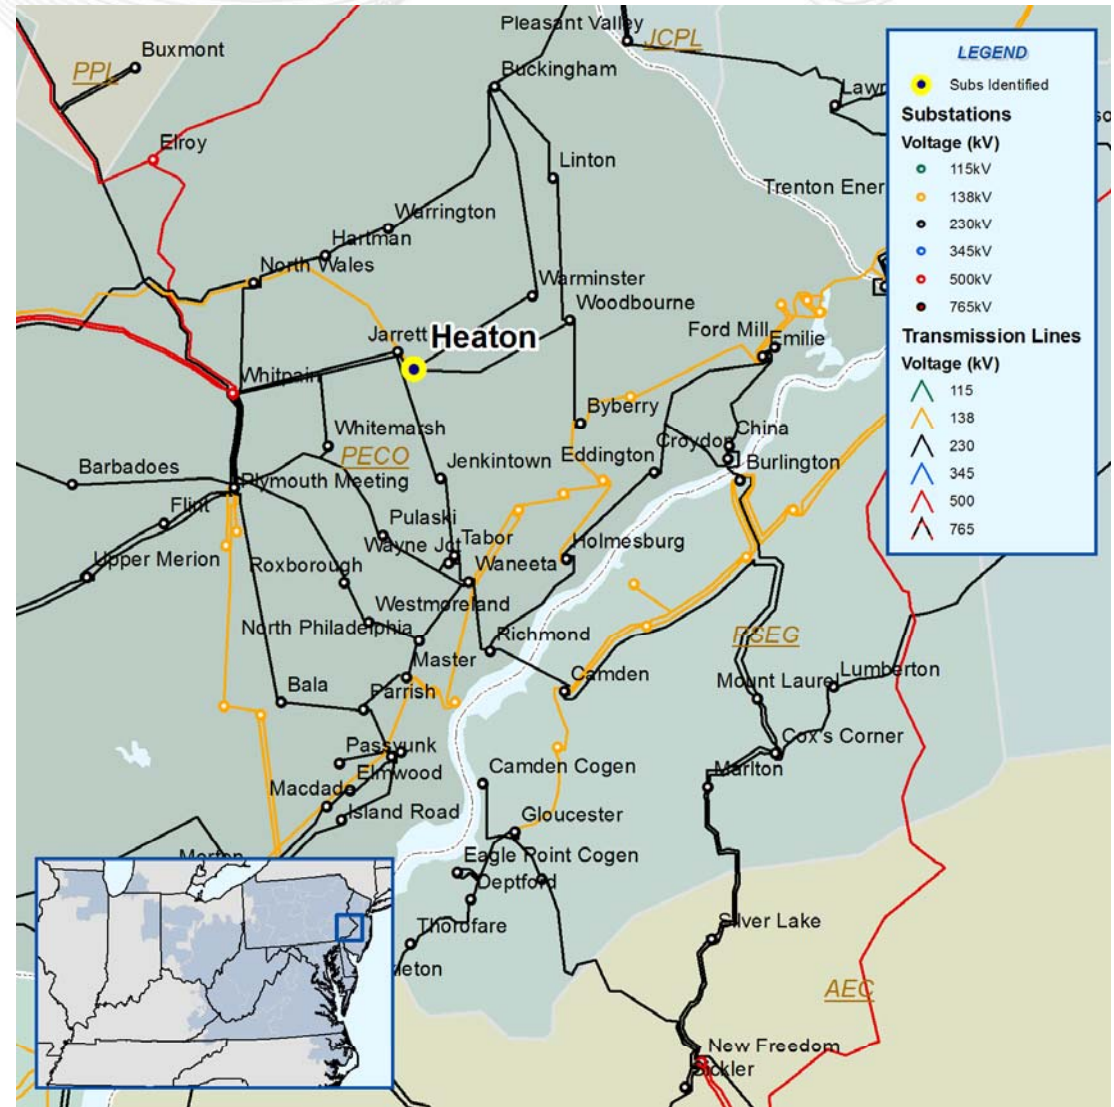 Pleasant Valley
JCPL
Buxmont
PPL
Buckingham
Elroy
Linton
Trenton Ener
Warrington
Hartman
North Wales
Warminster
Woodbourne
Jarrett
Heaton
Ford Mill
Emilie
Whitpain
Byberry
Whitemarsh
PECO
China
Croydon
Barbadoes
Jenkintown
Eddington
Burlington
Plymouth Meeting
Flint
Pulaski
Wayne Jct
Tabor
Holmesburg
Upper Merion
Roxborough
Waneeta
Westmoreland
North Philadelphia
Richmond
PSEG
Master
Camden
Mount Laurel
Lumberton
Bala
Parrish
Cox's Corner
Passyunk
Elmwood
Camden Cogen
Marlton
Macdade
Island Road
Gloucester
Morton
Eagle Point Cogen
Deptford
Thorofare
Silver Lake
leton
AEC
New Freedom
Sickler
Lawr
so
LEGEND
Subs Identified
Substations
Voltage (kV)
115kV
138kV
230kV
345kV
500kV
765kV
Transmission Lines
Voltage (kV)
115
138
230
345
500
765